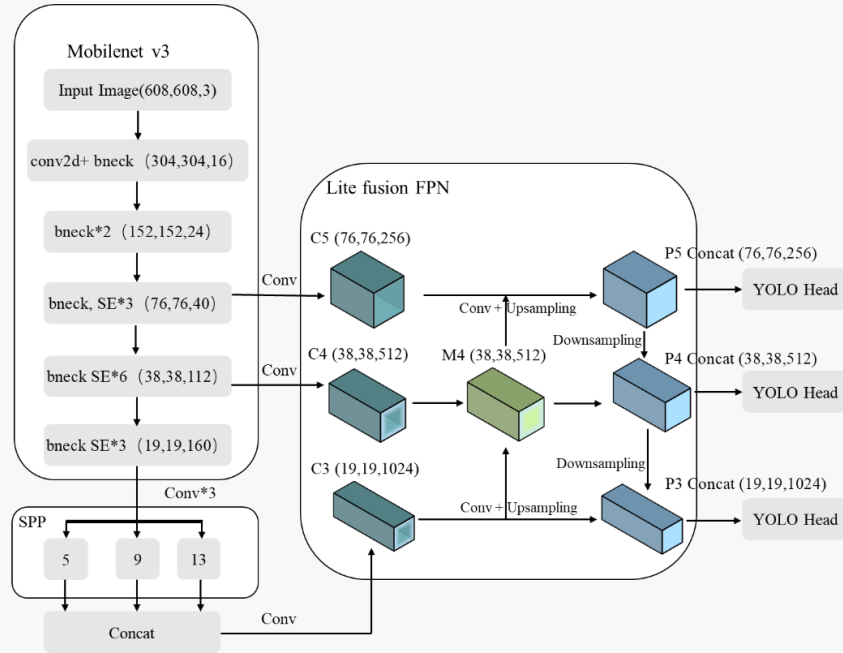 Mobilenet v3
Input Image(608,608,3)
conv2d+ bneck（304,304,16）
bneck*2（152,152,24）
bneck, SE*3 (76,76,40)
bneck SE*6 (38,38,112)
bneck SE*3 (19,19,160)
Conv*3
SPP
5
9
13
Concat
Conv
Conv
Conv
Lite fusion FPN
C5 (76,76,256)
C4 (38,38,512)
C3 (19,19,1024)
M4 (38,38,512)
Conv + Upsampling
Conv + Upsampling
Downsampling
Downsampling
P5 Concat (76,76,256)
YOLO Head
P4 Concat (38,38,512)
YOLO Head
P3 Concat (19,19,1024)
YOLO Head